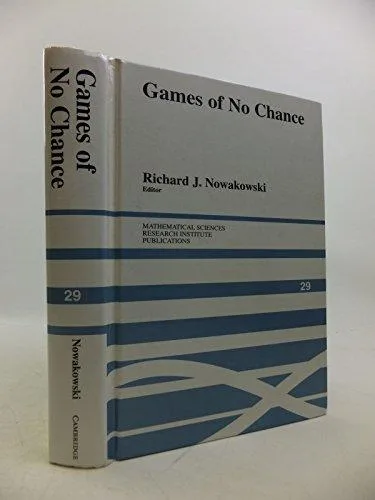 Games of
No Chance
29
Nowakowski
CAMBRIDGE
Games of No Chance
Richard J. Nowakowski
Editor
MATHEMATICAL SCIENCES
RESEARCH INSTITUTE
PUBLICATIONS
29